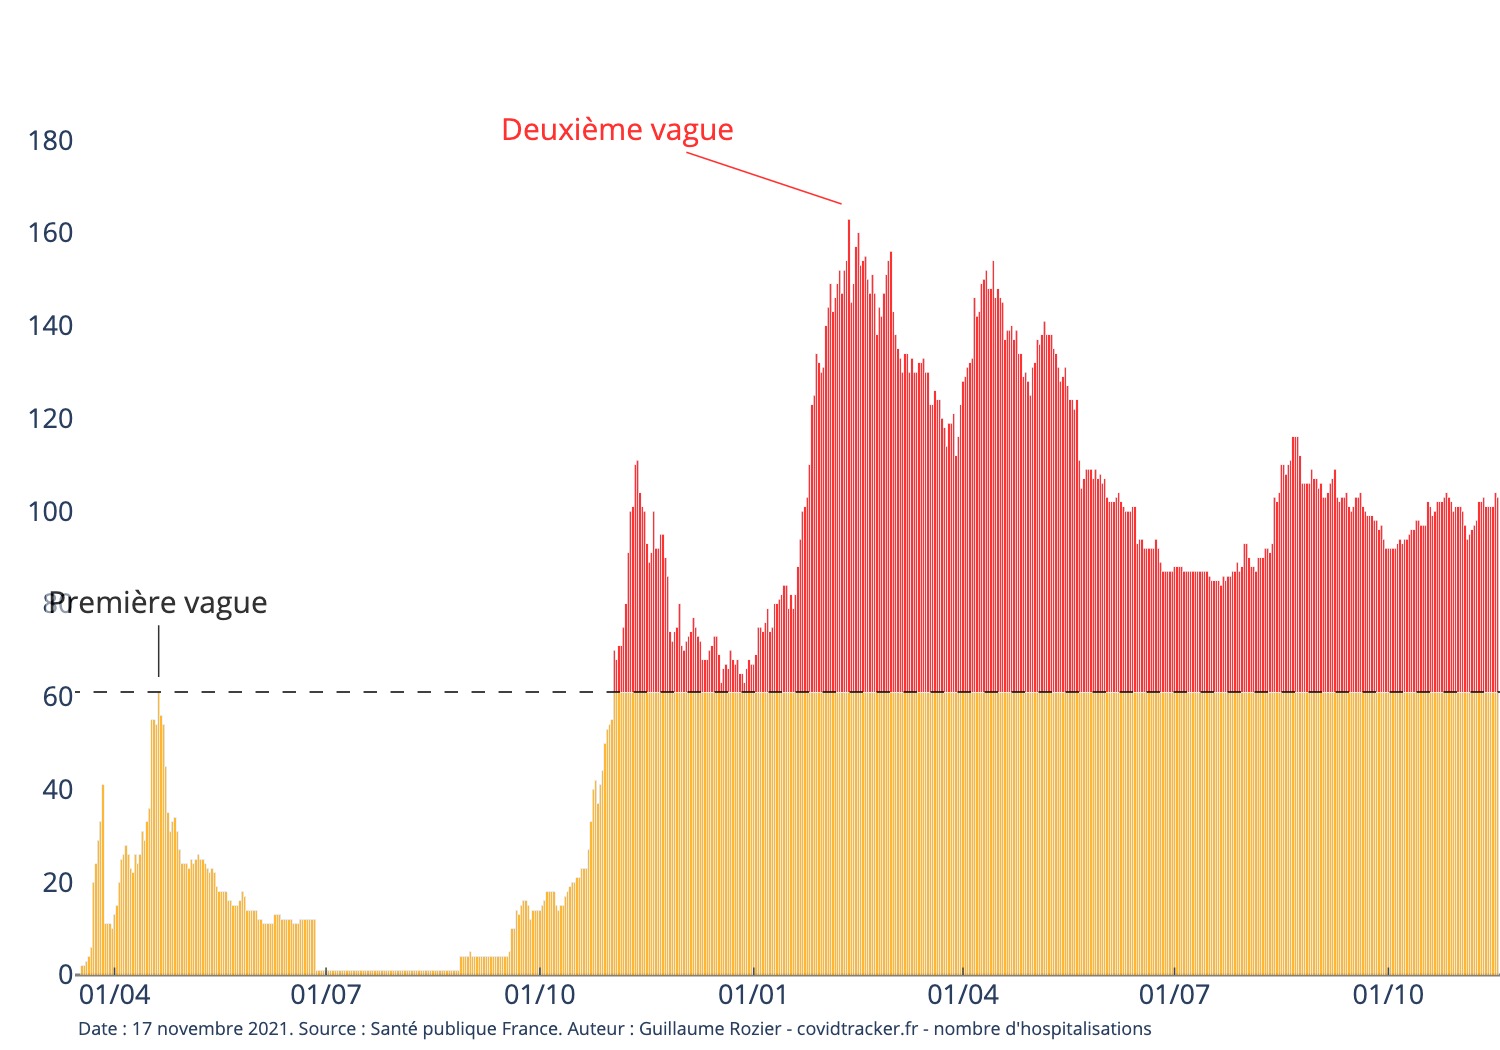 Deuxième vague
180
160
140
120
100
80
Première vague
60
40
20
0
01/04 01/07 01/10 01/01 01/04 01/07 01/10
Date : 17 novembre 2021. Source : Santé publique France. Auteur : Guillaume Rozier - covidtracker.fr - nombre d'hospitalisations